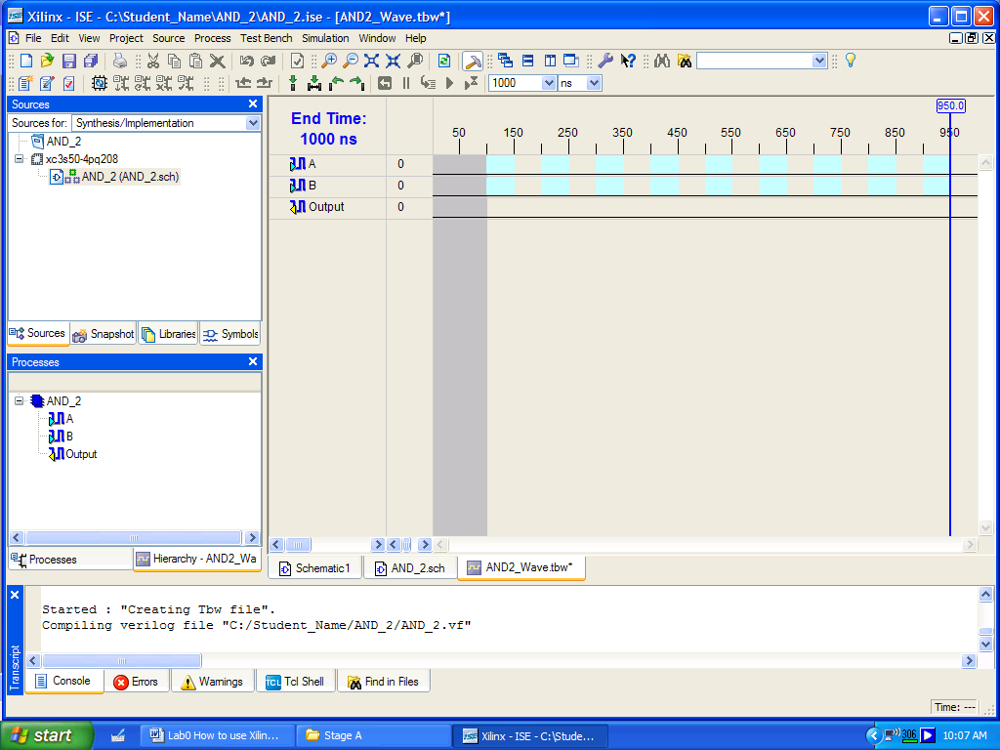 Xilinx - ISE - C:\Student_Name\AND_2\AND_2.ise - [AND2_Wave.tbw*]
File Edit View Project Source Process Test Bench Simulation Window Help
1000 ns
Sources
Sources for: Synthesis/Implementation
AND_2
xc3s50-4pq208
AND_2 (AND_2.sch)
Sources Snapshot Libraries Symbols
Processes
AND_2
A
B
Output
Processes Hierarchy - AND2_Wa
End Time:
1000 ns
950.0
50 150 250 350 450 550 650 750 850 950
A 0
B 0
Output 0
Schematic1 AND_2.sch AND2_Wave.tbw*
Started : "Creating Tbw file".
Compiling verilog file "C:/Student_Name/AND_2/AND_2.vf"
Transcript
Console Errors Warnings Tcl Shell Find in Files
Time: ---
start Lab0 How to use Xilin... Stage A Xilinx - ISE - C:\Stude... 306 10:07 AM